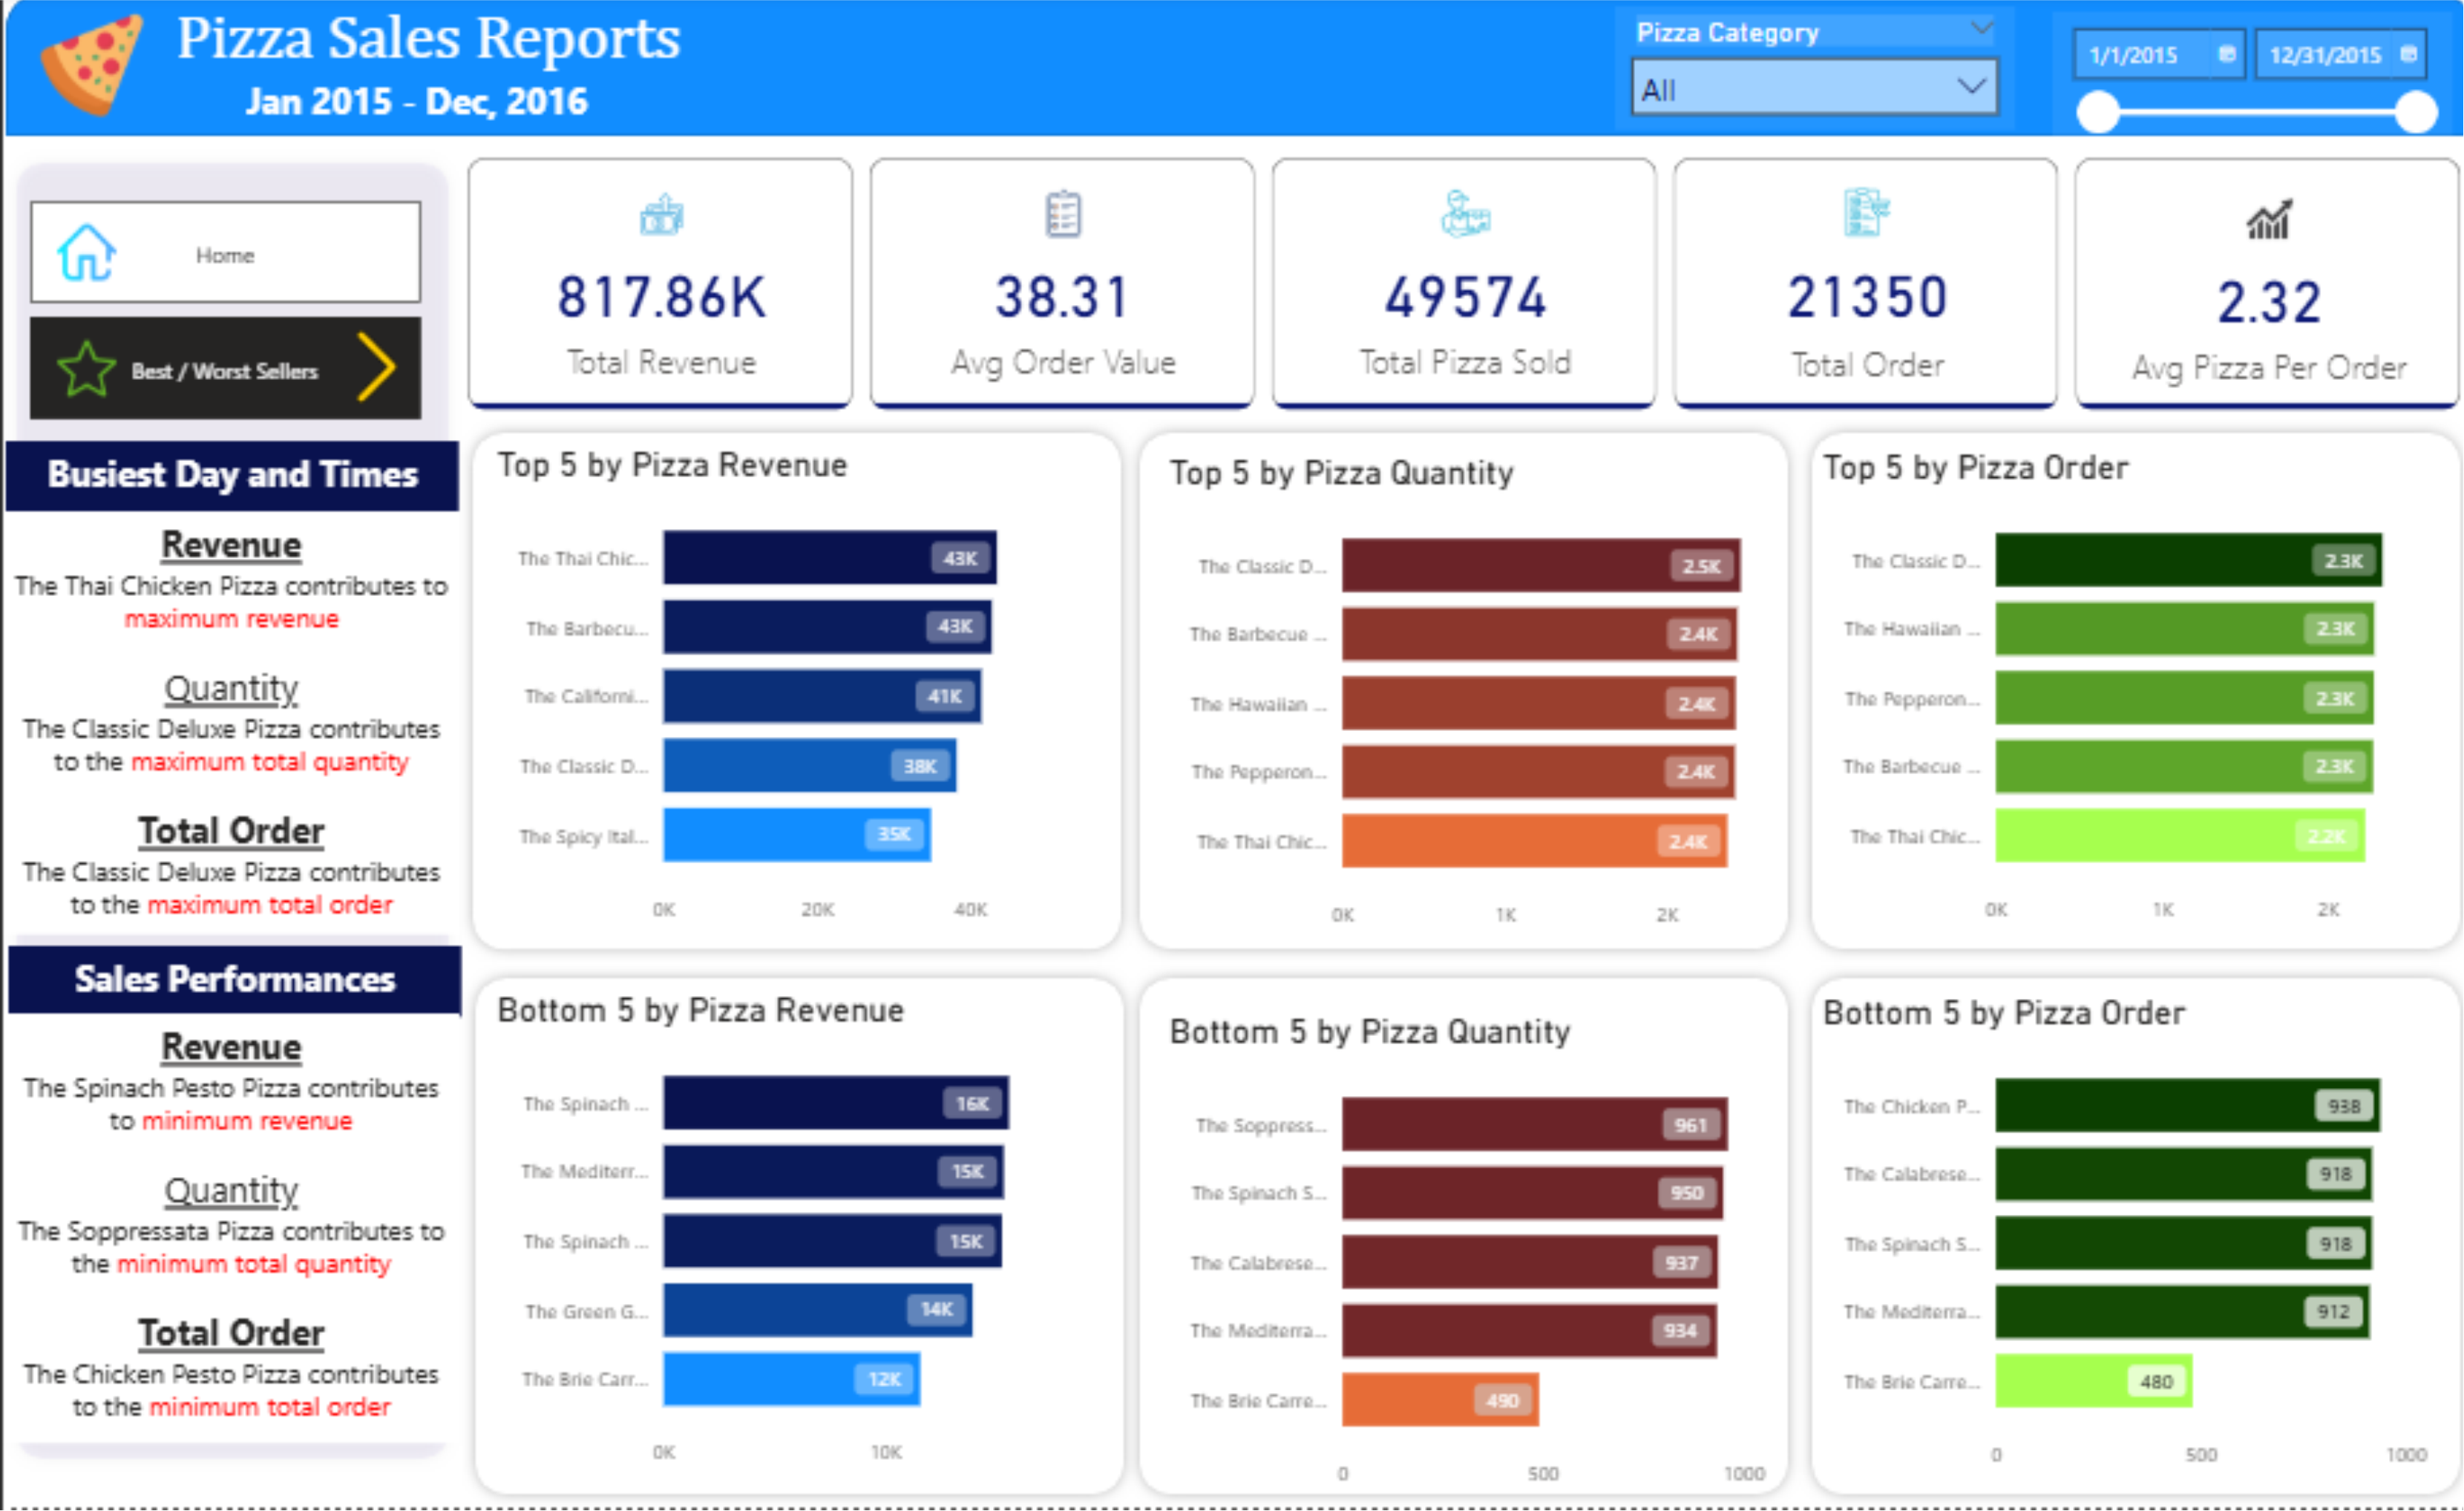 Pizza Sales Reports
Jan 2015 - Dec, 2016
Pizza Category
All
1/1/2015
12/31/2015
Home
Best / Worst Sellers
817.86K
Total Revenue
38.31
Avg Order Value
49574
Total Pizza Sold
21350
Total Order
2.32
Avg Pizza Per Order
Busiest Day and Times
Revenue
The Thai Chicken Pizza contributes to
maximum revenue
Quantity
The Classic Deluxe Pizza contributes
to the maximum total quantity
Total Order
The Classic Deluxe Pizza contributes
to the maximum total order
Sales Performances
Revenue
The Spinach Pesto Pizza contributes
to minimum revenue
Quantity
The Soppressata Pizza contributes to
the minimum total quantity
Total Order
The Chicken Pesto Pizza contributes
to the minimum total order
Top 5 by Pizza Revenue
The Thai Chic... 43K
The Barbecu... 43K
The Californi... 41K
The Classic D... 38K
The Spicy Ital... 35K
0K 20K 40K
Top 5 by Pizza Quantity
The Classic D... 2.5K
The Barbecue ... 2.4K
The Hawaiian ... 2.4K
The Pepperon... 2.4K
The Thai Chic... 2.4K
0K 1K 2K
Top 5 by Pizza Order
The Classic D... 2.3K
The Hawaiian ... 2.3K
The Pepperon... 2.3K
The Barbecue ... 2.3K
The Thai Chic... 2.2K
0K 1K 2K
Bottom 5 by Pizza Revenue
The Spinach ... 16K
The Mediterr... 15K
The Spinach ... 15K
The Green G... 14K
The Brie Carr... 12K
0K 10K
Bottom 5 by Pizza Quantity
The Soppress... 961
The Spinach S... 950
The Calabrese... 937
The Mediterra... 934
The Brie Carre... 490
0 500 1000
Bottom 5 by Pizza Order
The Chicken P... 938
The Calabrese... 918
The Spinach S... 918
The Mediterra... 912
The Brie Carre... 480
0 500 1000